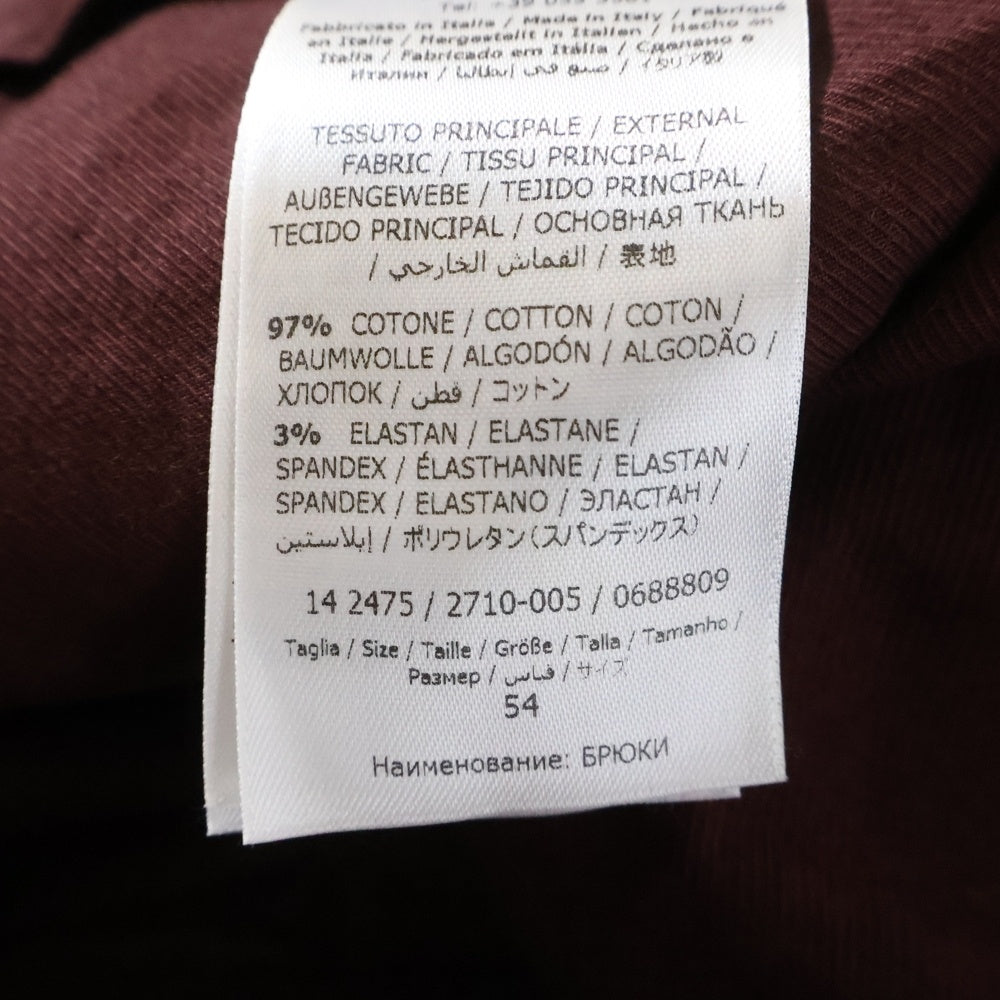 Fabbricato in Italia / Made in Italy / Fabriqué
en Italie / Hergestellt in Italien / Hecho en
Italia / Fabricado em Itália / Сделано в
Италии / صنع في إيطاليا / イタリア製
TESSUTO PRINCIPALE / EXTERNAL
FABRIC / TISSU PRINCIPAL /
AUßENGEWEBE / TEJIDO PRINCIPAL /
TECIDO PRINCIPAL / ОСНОВНАЯ ТКАНЬ
/ القماش الخارجي / 表地
97% COTONE / COTTON / COTON /
BAUMWOLLE / ALGODÓN / ALGODÃO /
ХЛОПОК / قطن / コットン
3% ELASTAN / ELASTANE /
SPANDEX / ÉLASTHANNE / ELASTAN /
SPANDEX / ELASTANO / ЭЛАСТАН /
إيلاستين / ポリウレタン(スパンデックス)
14 2475 / 2710-005 / 0688809
Taglia / Size / Taille / Größe / Talla / Tamanho /
Размер / قياس / サイズ
54
Наименование: БРЮКИ